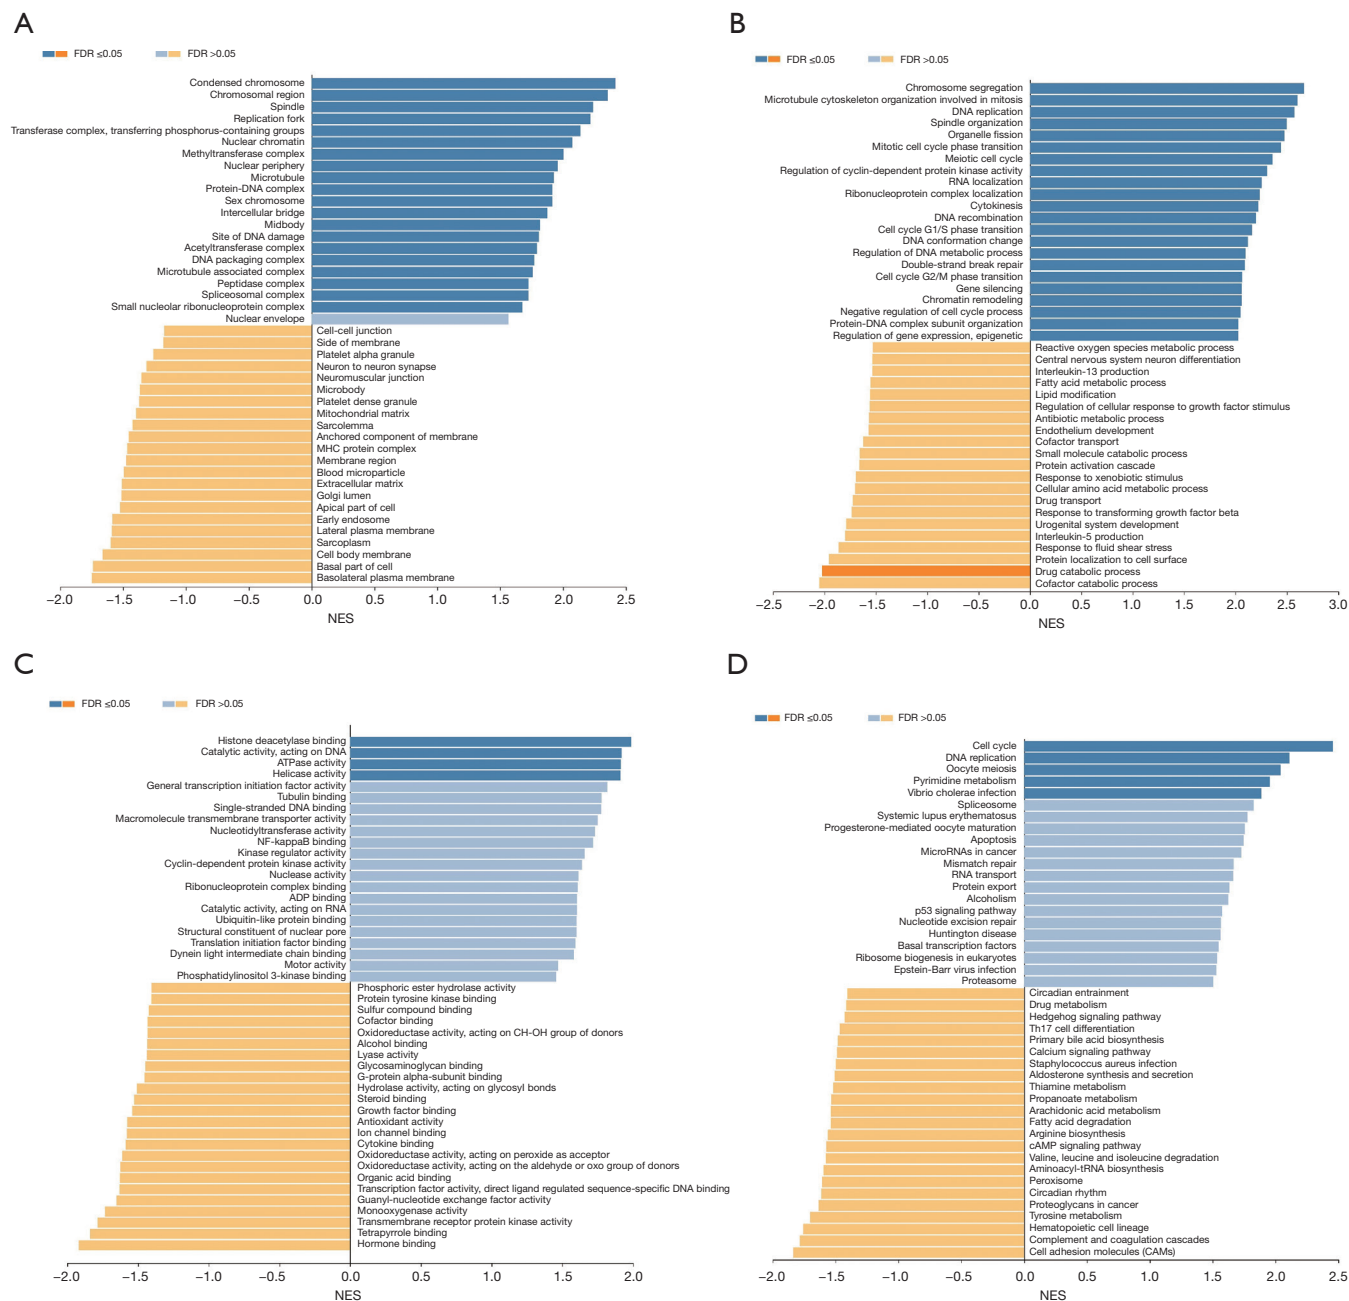 A
FDR ≤0.05
FDR >0.05
Condensed chromosome
Chromosomal region
Spindle
Replication fork
Transferase complex, transferring phosphorus-containing groups
Nuclear chromatin
Methyltransferase complex
Nuclear periphery
Microtubule
Protein-DNA complex
Sex chromosome
Intercellular bridge
Midbody
Site of DNA damage
Acetyltransferase complex
DNA packaging complex
Microtubule associated complex
Peptidase complex
Spliceosomal complex
Small nucleolar ribonucleoprotein complex
Nuclear envelope
Cell-cell junction
Side of membrane
Platelet alpha granule
Neuron to neuron synapse
Neuromuscular junction
Microbody
Platelet dense granule
Mitochondrial matrix
Sarcolemma
Anchored component of membrane
MHC protein complex
Membrane region
Blood microparticle
Extracellular matrix
Golgi lumen
Apical part of cell
Early endosome
Lateral plasma membrane
Sarcoplasm
Cell body membrane
Basal part of cell
Basolateral plasma membrane
−2.0 −1.5 −1.0 −0.5 0.0 0.5 1.0 1.5 2.0 2.5
NES
B
FDR ≤0.05
FDR >0.05
Chromosome segregation
Microtubule cytoskeleton organization involved in mitosis
DNA replication
Spindle organization
Organelle fission
Mitotic cell cycle phase transition
Meiotic cell cycle
Regulation of cyclin-dependent protein kinase activity
RNA localization
Ribonucleoprotein complex localization
Cytokinesis
DNA recombination
Cell cycle G1/S phase transition
DNA conformation change
Regulation of DNA metabolic process
Double-strand break repair
Cell cycle G2/M phase transition
Gene silencing
Chromatin remodeling
Negative regulation of cell cycle process
Protein-DNA complex subunit organization
Regulation of gene expression, epigenetic
Reactive oxygen species metabolic process
Central nervous system neuron differentiation
Interleukin-13 production
Fatty acid metabolic process
Lipid modification
Regulation of cellular response to growth factor stimulus
Antibiotic metabolic process
Endothelium development
Cofactor transport
Small molecule catabolic process
Protein activation cascade
Response to xenobiotic stimulus
Cellular amino acid metabolic process
Drug transport
Response to transforming growth factor beta
Urogenital system development
Interleukin-5 production
Response to fluid shear stress
Protein localization to cell surface
Drug catabolic process
Cofactor catabolic process
−2.5 −2.0 −1.5 −1.0 −0.5 0.0 0.5 1.0 1.5 2.0 2.5 3.0
NES
C
FDR ≤0.05
FDR >0.05
Histone deacetylase binding
Catalytic activity, acting on DNA
ATPase activity
Helicase activity
General transcription initiation factor activity
Tubulin binding
Single-stranded DNA binding
Macromolecule transmembrane transporter activity
Nucleotidyltransferase activity
NF-kappaB binding
Kinase regulator activity
Cyclin-dependent protein kinase activity
Nuclease activity
Ribonucleoprotein complex binding
ADP binding
Catalytic activity, acting on RNA
Ubiquitin-like protein binding
Structural constituent of nuclear pore
Translation initiation factor binding
Dynein light intermediate chain binding
Motor activity
Phosphatidylinositol 3-kinase binding
Phosphoric ester hydrolase activity
Protein tyrosine kinase binding
Sulfur compound binding
Cofactor binding
Oxidoreductase activity, acting on CH-OH group of donors
Alcohol binding
Lyase activity
Glycosaminoglycan binding
G-protein alpha-subunit binding
Hydrolase activity, acting on glycosyl bonds
Steroid binding
Growth factor binding
Antioxidant activity
Ion channel binding
Cytokine binding
Oxidoreductase activity, acting on peroxide as acceptor
Oxidoreductase activity, acting on the aldehyde or oxo group of donors
Organic acid binding
Transcription factor activity, direct ligand regulated sequence-specific DNA binding
Guanyl-nucleotide exchange factor activity
Monooxygenase activity
Transmembrane receptor protein kinase activity
Tetrapyrrole binding
Hormone binding
−2.0 −1.5 −1.0 −0.5 0.0 0.5 1.0 1.5 2.0
NES
D
FDR ≤0.05
FDR >0.05
Cell cycle
DNA replication
Oocyte meiosis
Pyrimidine metabolism
Vibrio cholerae infection
Spliceosome
Systemic lupus erythematosus
Progesterone-mediated oocyte maturation
Apoptosis
MicroRNAs in cancer
Mismatch repair
RNA transport
Protein export
Alcoholism
p53 signaling pathway
Nucleotide excision repair
Huntington disease
Basal transcription factors
Ribosome biogenesis in eukaryotes
Epstein-Barr virus infection
Proteasome
Circadian entrainment
Drug metabolism
Hedgehog signaling pathway
Th17 cell differentiation
Primary bile acid biosynthesis
Calcium signaling pathway
Staphylococcus aureus infection
Aldosterone synthesis and secretion
Thiamine metabolism
Propanoate metabolism
Arachidonic acid metabolism
Fatty acid degradation
Arginine biosynthesis
cAMP signaling pathway
Valine, leucine and isoleucine degradation
Aminoacyl-tRNA biosynthesis
Peroxisome
Circadian rhythm
Proteoglycans in cancer
Tyrosine metabolism
Hematopoietic cell lineage
Complement and coagulation cascades
Cell adhesion molecules (CAMs)
−2.0 −1.5 −1.0 −0.5 0.0 0.5 1.0 1.5 2.0 2.5
NES